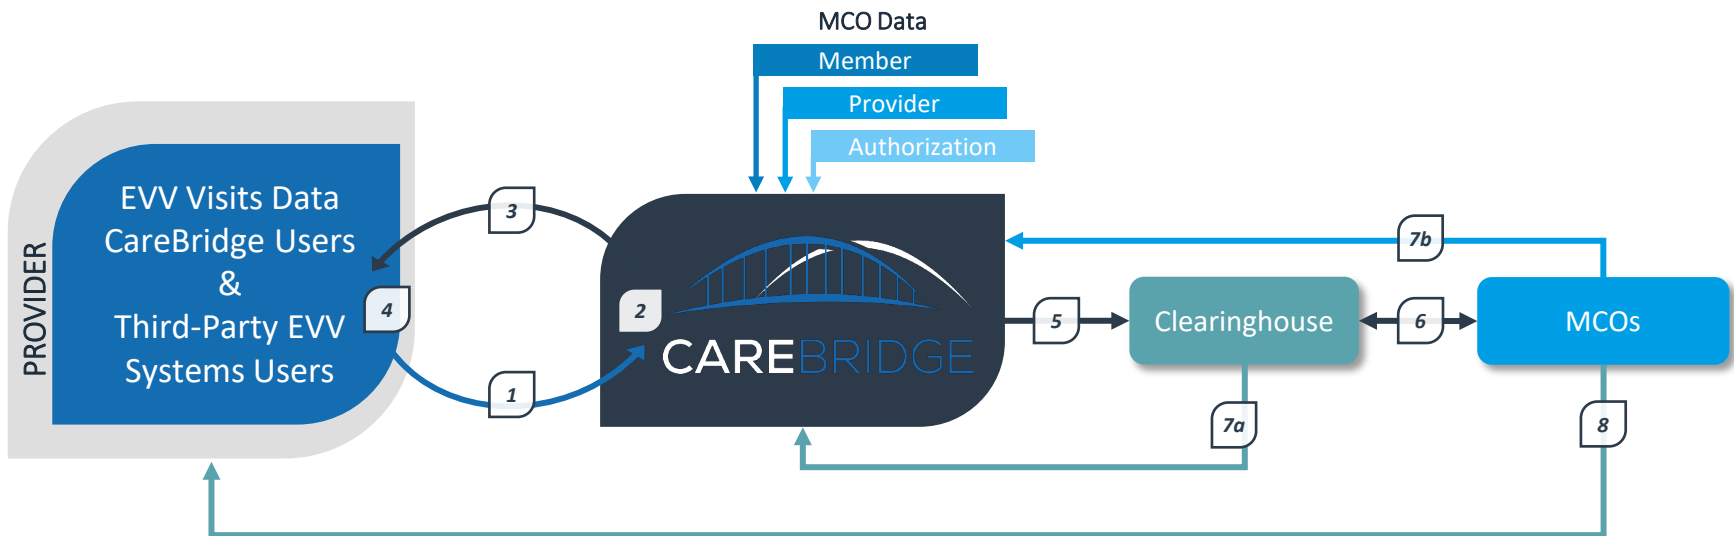 MCO Data
Member
Provider
Authorization
PROVIDER
EVV Visits Data
CareBridge Users
&
Third-Party EVV
Systems Users
3
4
1
2
CAREBRIDGE
5
Clearinghouse
6
MCOs
7b
7a
8